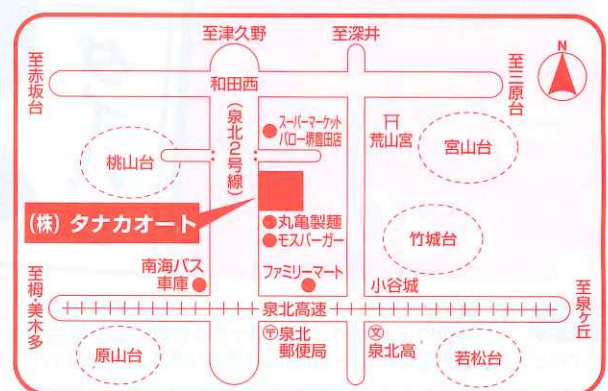 至津久野
至深井
N
至赤坂台
和田西
至三原台
(泉北2号線)
スーパーマーケット
バロー堺豊田店
荒山宮
宮山台
桃山台
(株)タナカオート
丸亀製麺
モスバーガー
竹城台
南海バス
車庫
ファミリーマート
小谷城
至栂・美木多
泉北高速
至泉ヶ丘
原山台
〒泉北
郵便局
文
泉北高
若松台